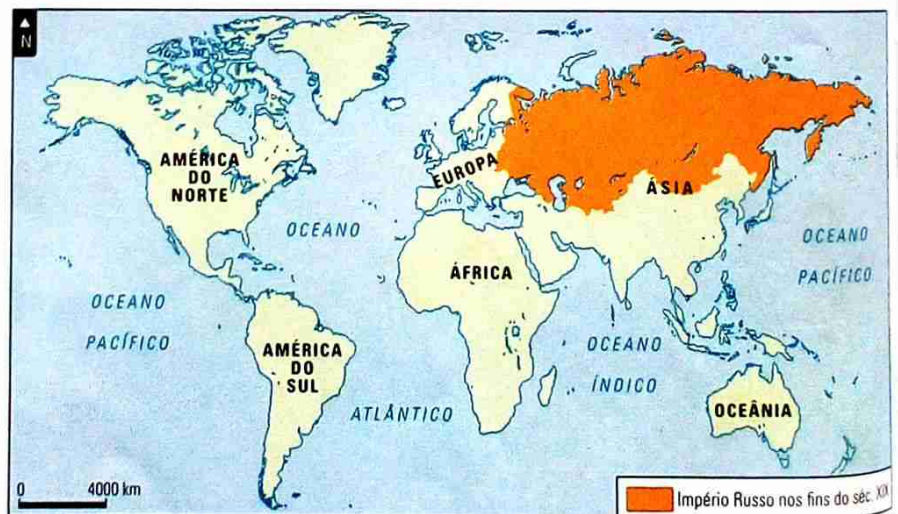 N
AMÉRICA
DO
NORTE
EUROPA
ÁSIA
OCEANO
OCEANO
PACÍFICO
ÁFRICA
OCEANO
PACÍFICO
AMÉRICA
DO
SUL
OCEANO
ÍNDICO
ATLÂNTICO
OCEÂNIA
0 4000 km
Império Russo nos fins do séc. XIX